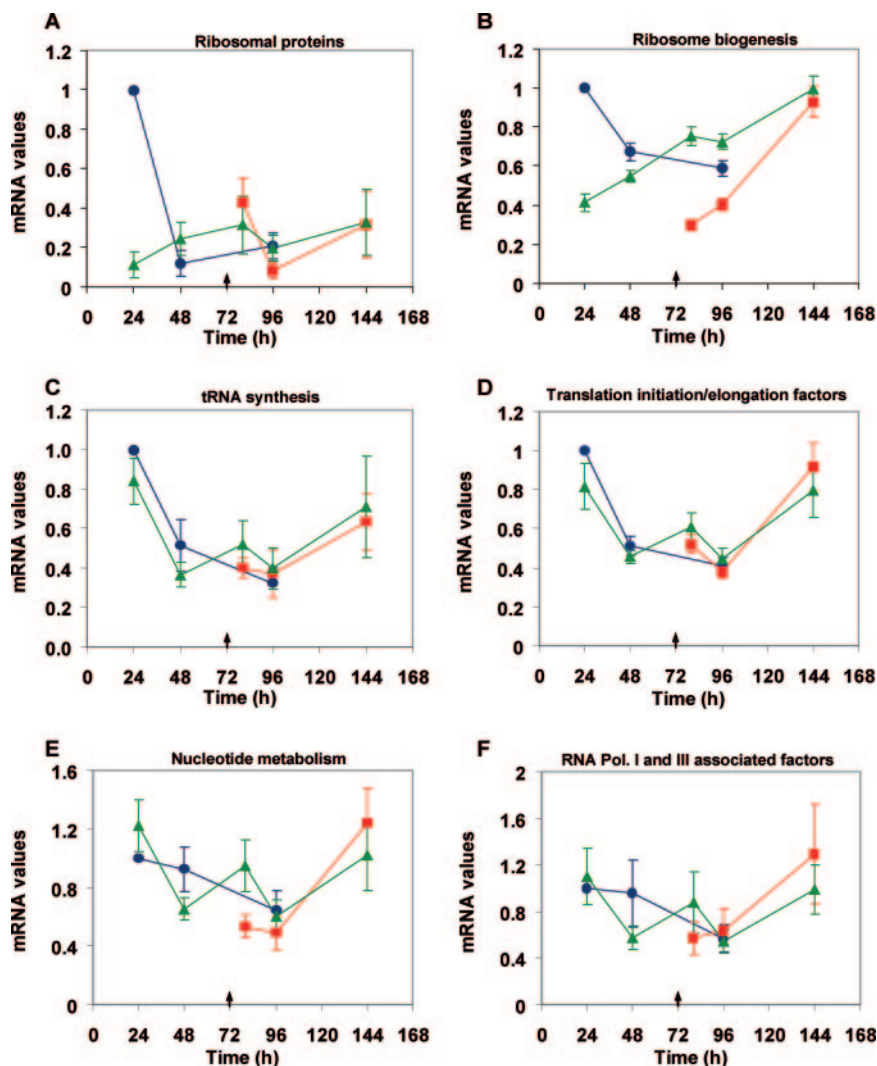 A
Ribosomal proteins
1.2
1
0.8
0.6
0.4
0.2
0
mRNA values
0 24 48 72 96 120 144 168
Time (h)
B
Ribosome biogenesis
1.2
1
0.8
0.6
0.4
0.2
0
mRNA values
0 24 48 72 96 120 144 168
Time (h)
C
tRNA synthesis
1.2
1.0
0.8
0.6
0.4
0.2
0.0
mRNA values
0 24 48 72 96 120 144 168
Time (h)
D
Translation initiation/elongation factors
1.2
1
0.8
0.6
0.4
0.2
0
mRNA values
0 24 48 72 96 120 144 168
Time (h)
E
Nucleotide metabolism
1.6
1.2
0.8
0.4
0
mRNA values
0 24 48 72 96 120 144 168
Time (h)
F
RNA Pol. I and III associated factors
2
1.6
1.2
0.8
0.4
0
mRNA values
0 24 48 72 96 120 144 168
Time (h)